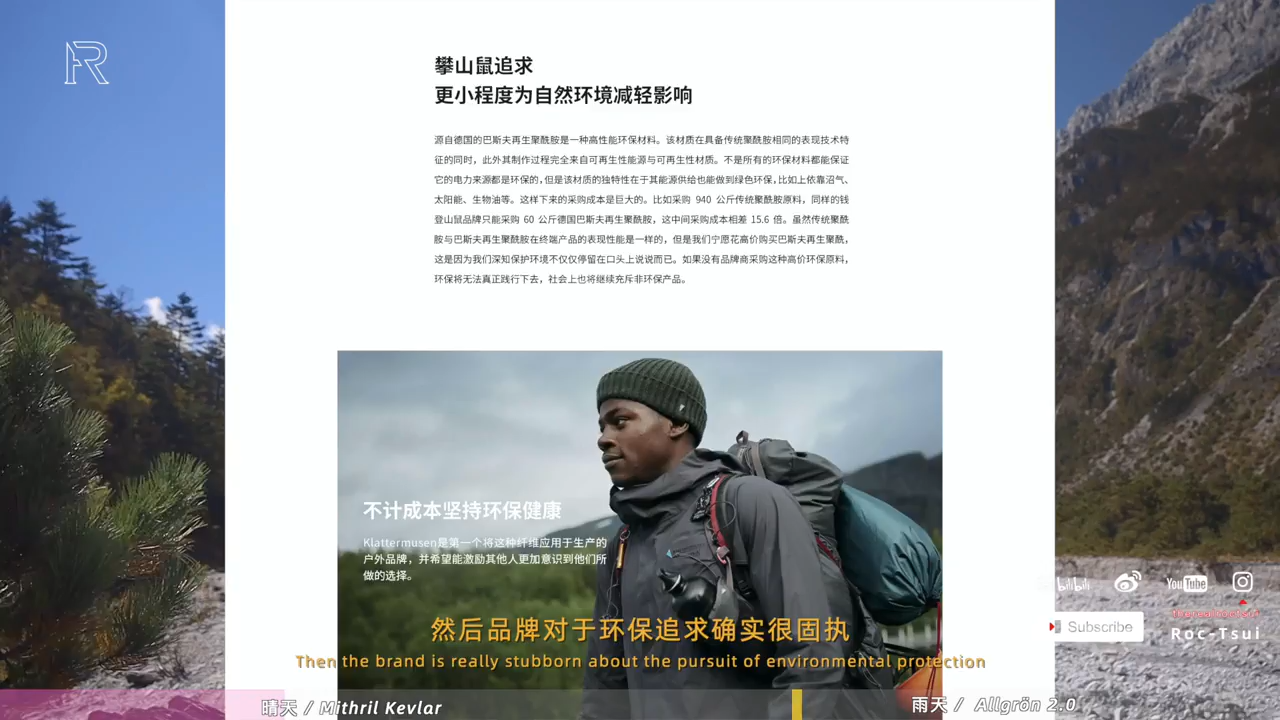 攀山鼠追求
更小程度为自然环境减轻影响
源自德国的巴斯夫再生聚酰胺是一种高性能环保材料。该材质在具备传统聚酰胺相同的表现技术特
征的同时，此外其制作过程完全来自可再生性能源与可再生性材质。不是所有的环保材料都能保证
它的电力来源都是环保的，但是该材质的独特性在于其能源供给也能做到绿色环保，比如上依靠沼气、
太阳能、生物油等。这样下来的采购成本是巨大的。比如采购 940 公斤传统聚酰胺原料，同样的钱
登山鼠品牌只能采购 60 公斤德国巴斯夫再生聚酰胺，这中间采购成本相差 15.6 倍。虽然传统聚酰
胺与巴斯夫再生聚酰胺在终端产品的表现性能是一样的，但是我们宁愿花高价购买巴斯夫再生聚酰，
这是因为我们深知保护环境不仅仅停留在口头上说说而已。如果没有品牌商采购这种高价环保原料，
环保将无法真正践行下去，社会上也将继续充斥非环保产品。
不计成本坚持环保健康
Klattermusen是第一个将这种纤维应用于生产的
户外品牌，并希望能激励其他人更加意识到他们所
做的选择。
bilibili
YouTube
Subscribe
Roc-Tsui
然后品牌对于环保追求确实很固执
Then the brand is really stubborn about the pursuit of environmental protection
晴天 / Mithril Kevlar
雨天 / Allgrön 2.0